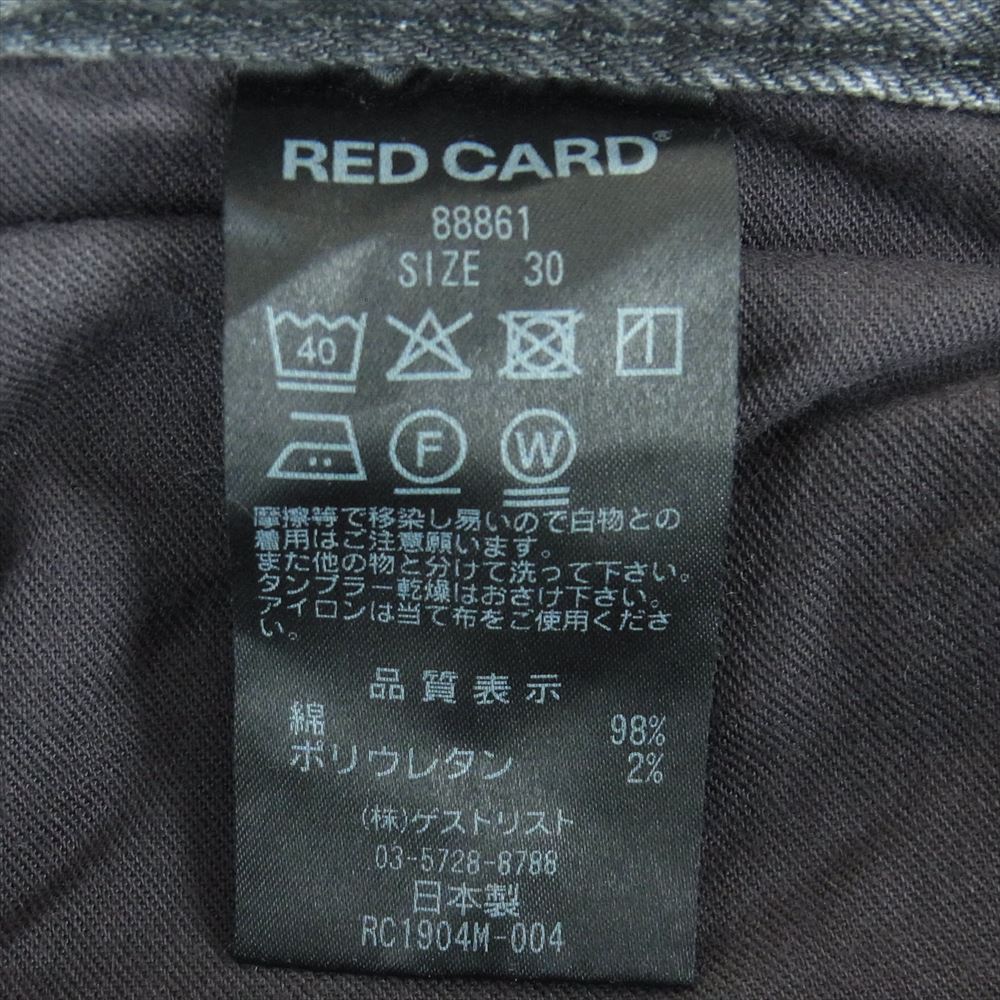 RED CARD®
88861
SIZE 30
40
F W
摩擦等で移染し易いので白物との
着用はご注意願います。
また他の物と分けて洗って下さい。
タンブラー乾燥はおさけ下さい。
アイロンは当て布をご使用くださ
い。
品質表示
綿 98%
ポリウレタン 2%
(株)ゲストリスト
03-5728-8788
日本製
RC1904M-004